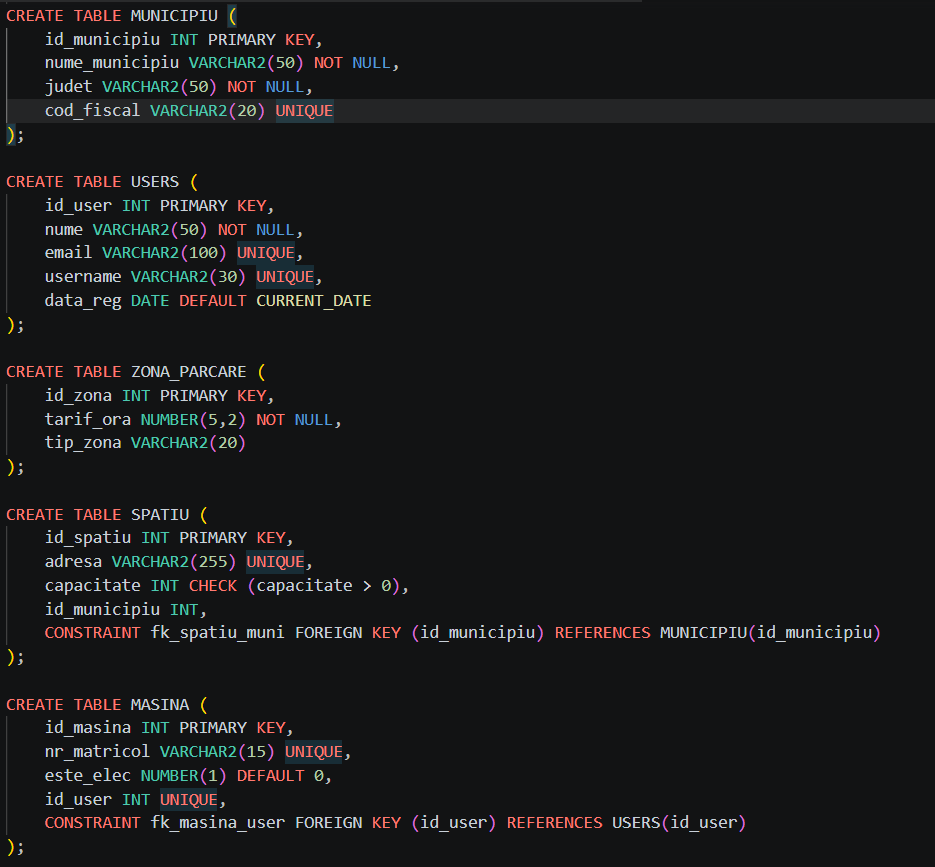 CREATE TABLE MUNICIPIU (
    id_municipiu INT PRIMARY KEY,
    nume_municipiu VARCHAR2(50) NOT NULL,
    judet VARCHAR2(50) NOT NULL,
    cod_fiscal VARCHAR2(20) UNIQUE
);

CREATE TABLE USERS (
    id_user INT PRIMARY KEY,
    nume VARCHAR2(50) NOT NULL,
    email VARCHAR2(100) UNIQUE,
    username VARCHAR2(30) UNIQUE,
    data_reg DATE DEFAULT CURRENT_DATE
);

CREATE TABLE ZONA_PARCARE (
    id_zona INT PRIMARY KEY,
    tarif_ora NUMBER(5,2) NOT NULL,
    tip_zona VARCHAR2(20)
);

CREATE TABLE SPATIU (
    id_spatiu INT PRIMARY KEY,
    adresa VARCHAR2(255) UNIQUE,
    capacitate INT CHECK (capacitate > 0),
    id_municipiu INT,
    CONSTRAINT fk_spatiu_muni FOREIGN KEY (id_municipiu) REFERENCES MUNICIPIU(id_municipiu)
);

CREATE TABLE MASINA (
    id_masina INT PRIMARY KEY,
    nr_matricol VARCHAR2(15) UNIQUE,
    este_elec NUMBER(1) DEFAULT 0,
    id_user INT UNIQUE,
    CONSTRAINT fk_masina_user FOREIGN KEY (id_user) REFERENCES USERS(id_user)
);